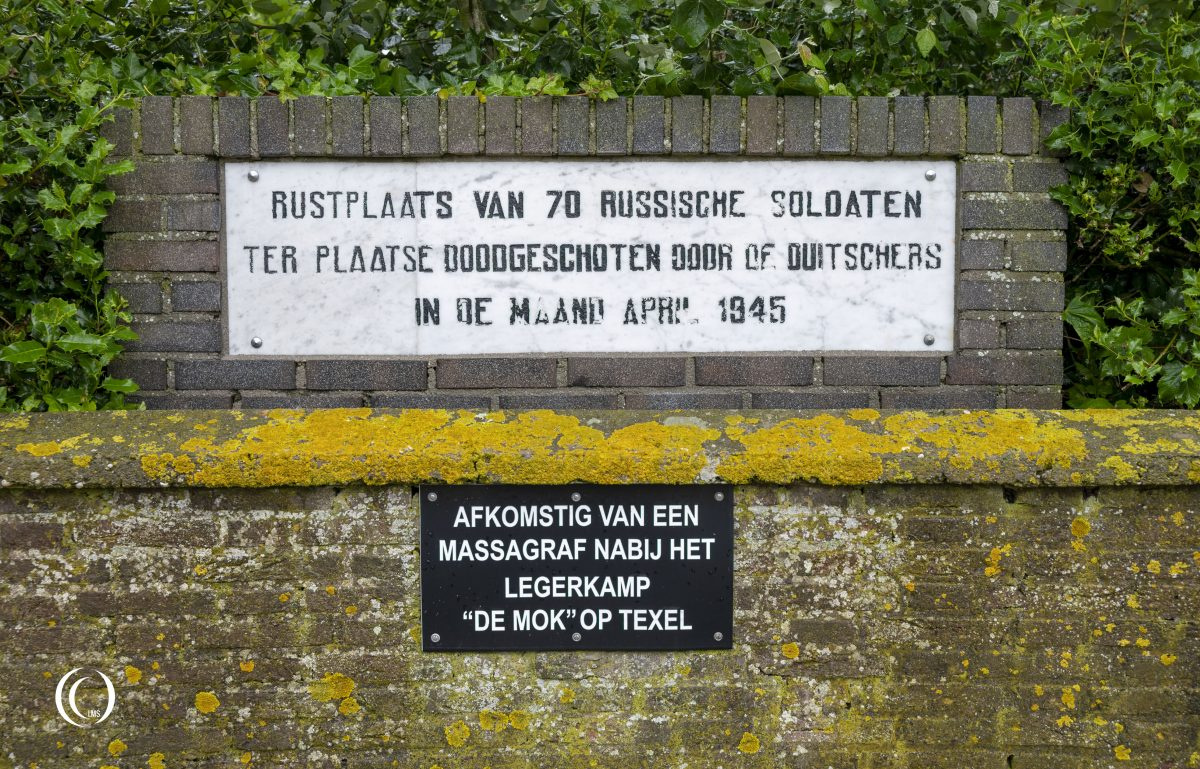 RUSTPLAATS VAN 70 RUSSISCHE SOLDATEN
TER PLAATSE DOODGESCHOTEN DOOR DE DUITSCHERS
IN DE MAAND APRIL 1945
AFKOMSTIG VAN EEN
MASSAGRAF NABIJ HET
LEGERKAMP
“DE MOK” OP TEXEL
LMS